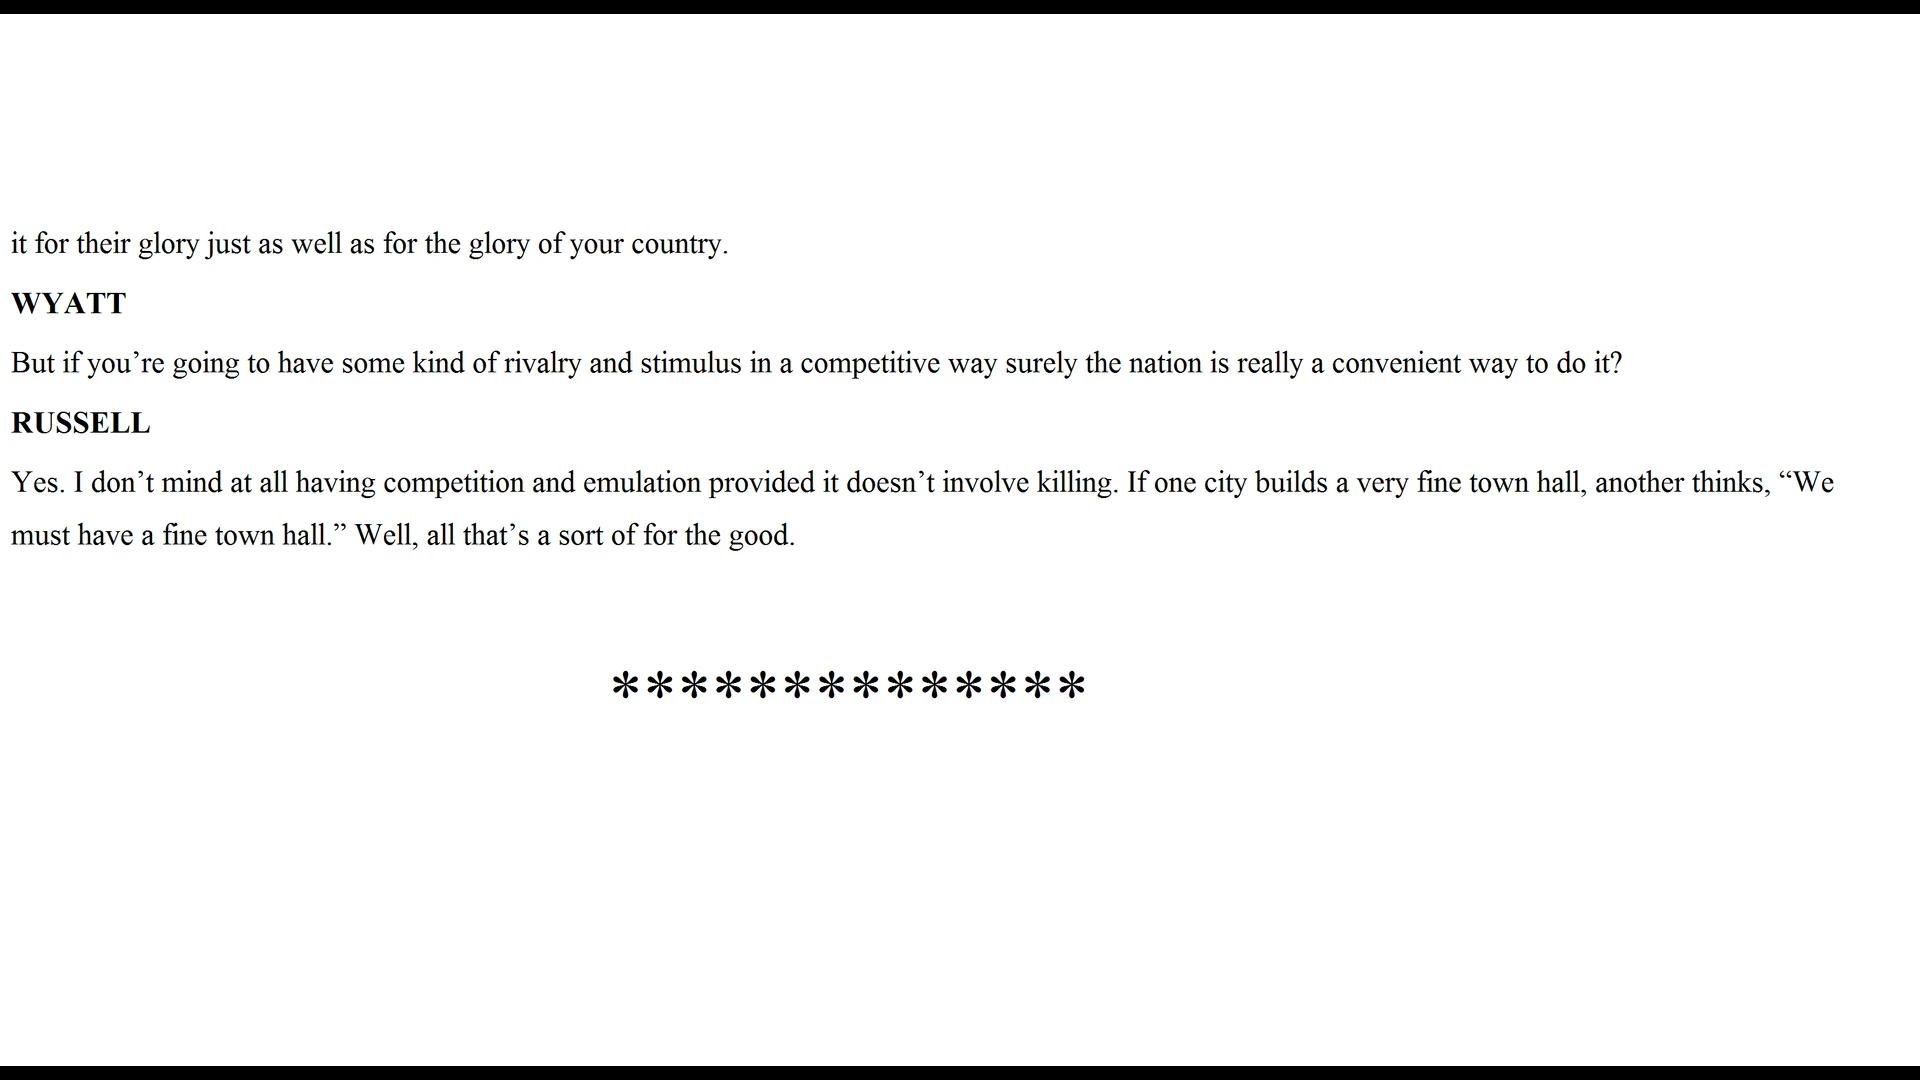 it for their glory just as well as for the glory of your country.
WYATT
But if you’re going to have some kind of rivalry and stimulus in a competitive way surely the nation is really a convenient way to do it?
RUSSELL
Yes. I don’t mind at all having competition and emulation provided it doesn’t involve killing. If one city builds a very fine town hall, another thinks, “We
must have a fine town hall.” Well, all that’s a sort of for the good.
**************